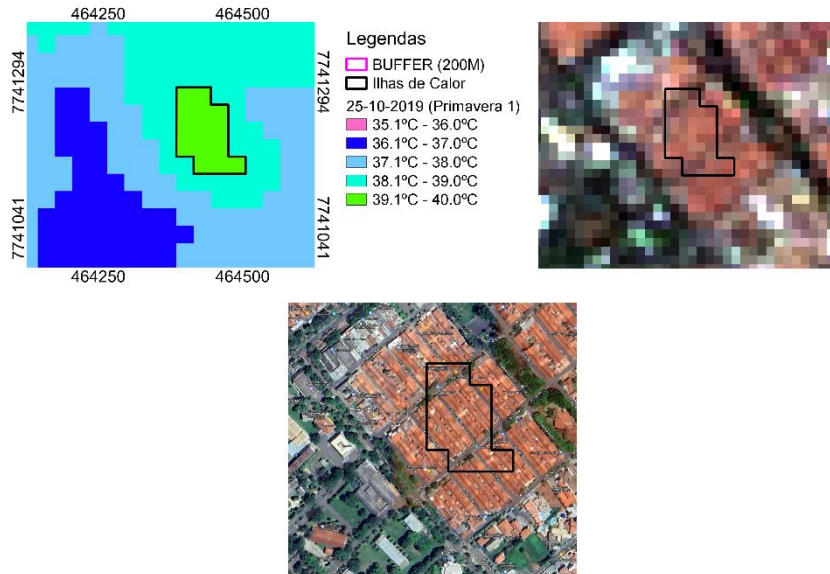 464250
464500
7741294
7741041
7741294
7741041
464250
464500
Legendas
BUFFER (200M)
Ilhas de Calor
25-10-2019 (Primavera 1)
35.1ºC - 36.0ºC
36.1ºC - 37.0ºC
37.1ºC - 38.0ºC
38.1ºC - 39.0ºC
39.1ºC - 40.0ºC